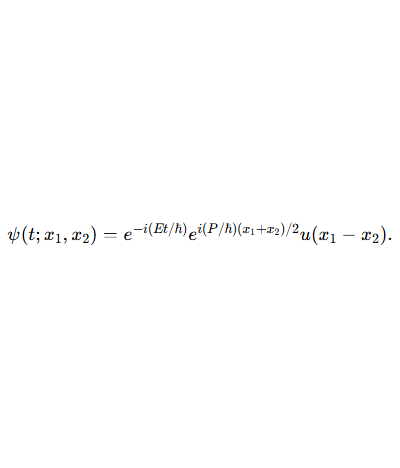 ψ(t; x₁, x₂) = e^{−i(Et/ħ)} e^{i(P/ħ)(x₁+x₂)/2} u(x₁ − x₂).